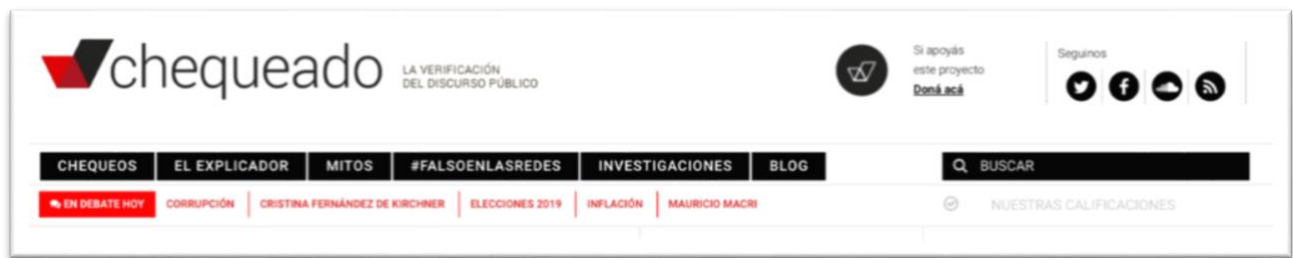 chequeado
LA VERIFICACIÓN
DEL DISCURSO PÚBLICO
Si apoyás
este proyecto
Doná acá
Seguinos
CHEQUEOS EL EXPLICADOR MITOS #FALSOENLASREDES INVESTIGACIONES BLOG
BUSCAR
EN DEBATE HOY CORRUPCIÓN CRISTINA FERNÁNDEZ DE KIRCHNER ELECCIONES 2019 INFLACIÓN MAURICIO MACRI
NUESTRAS CALIFICACIONES